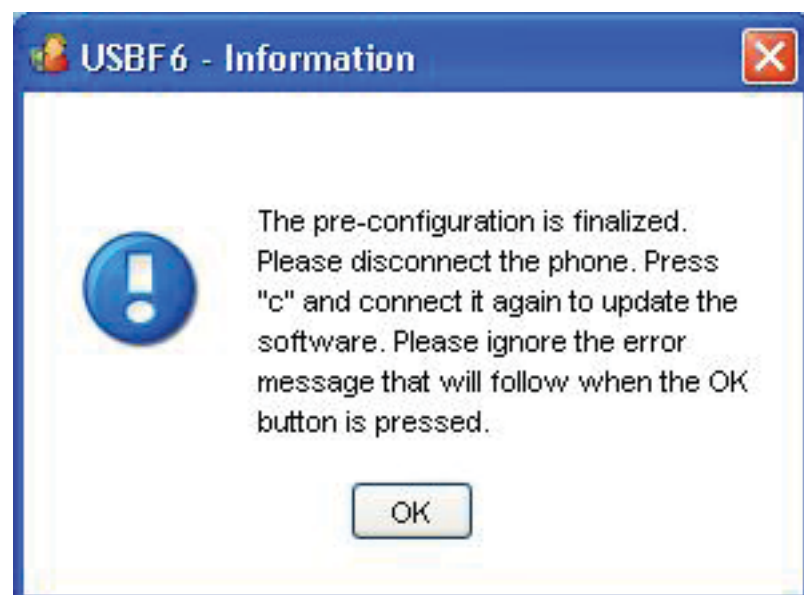 USBF6 - Information
The pre-configuration is finalized.
Please disconnect the phone. Press
"c" and connect it again to update the
software. Please ignore the error
message that will follow when the OK
button is pressed.
OK